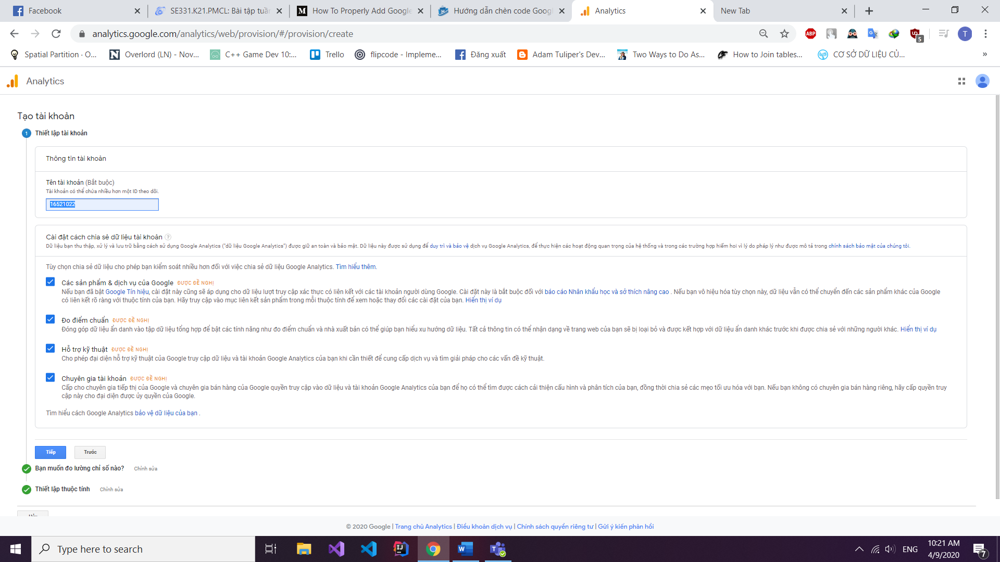 Facebook
SE331.K21.PMCL: Bài tập tuần
M How To Properly Add Google
Hướng dẫn chèn code Goog
Analytics
New Tab
analytics.google.com/analytics/web/provision/#/provision/create
ABP
5
T
Spatial Partition · O...
N Overlord (LN) - Nov...
C++ Game Dev 10:...
Trello
flipcode - Impleme...
Đăng xuất
Adam Tuliper's Dev...
Two Ways to Do As...
How to Join tables...
CƠ SỞ DỮ LIỆU CỦ...
»
Analytics
Tạo tài khoản
1 Thiết lập tài khoản
Thông tin tài khoản
Tên tài khoản (Bắt buộc)
Tài khoản có thể chứa nhiều hơn một ID theo dõi.
16521022
Cài đặt cách chia sẻ dữ liệu tài khoản ?
Dữ liệu bạn thu thập, xử lý và lưu trữ bằng cách sử dụng Google Analytics ("dữ liệu Google Analytics") được giữ an toàn và bảo mật. Dữ liệu này được sử dụng để duy trì và bảo vệ dịch vụ Google Analytics, để thực hiện các hoạt động quan trọng của hệ thống và trong các trường hợp hiếm hoi vì lý do pháp lý như được mô tả trong chính sách bảo mật của chúng tôi.
Tùy chọn chia sẻ dữ liệu cho phép bạn kiểm soát nhiều hơn đối với việc chia sẻ dữ liệu Google Analytics. Tìm hiểu thêm.
Các sản phẩm & dịch vụ của Google ĐƯỢC ĐỀ NGHỊ
Nếu bạn đã bật Google Tín hiệu, cài đặt này cũng sẽ áp dụng cho dữ liệu lượt truy cập xác thực có liên kết với các tài khoản người dùng Google. Cài đặt này là bắt buộc đối với báo cáo Nhân khẩu học và sở thích nâng cao . Nếu bạn vô hiệu hóa tùy chọn này, dữ liệu vẫn có thể chuyển đến các sản phẩm khác của Google
có liên kết rõ ràng với thuộc tính của bạn. Hãy truy cập vào mục liên kết sản phẩm trong mỗi thuộc tính để xem hoặc thay đổi các cài đặt của bạn. Hiển thị ví dụ
Đo điểm chuẩn ĐƯỢC ĐỀ NGHỊ
Đóng góp dữ liệu ẩn danh vào tập dữ liệu tổng hợp để bật các tính năng như đo điểm chuẩn và nhà xuất bản có thể giúp bạn hiểu xu hướng dữ liệu. Tất cả thông tin có thể nhận dạng về trang web của bạn sẽ bị loại bỏ và được kết hợp với dữ liệu ẩn danh khác trước khi được chia sẻ với những người khác. Hiển thị ví dụ
Hỗ trợ kỹ thuật ĐƯỢC ĐỀ NGHỊ
Cho phép đại diện hỗ trợ kỹ thuật của Google truy cập dữ liệu và tài khoản Google Analytics của bạn khi cần thiết để cung cấp dịch vụ và tìm giải pháp cho các vấn đề kỹ thuật.
Chuyên gia tài khoản ĐƯỢC ĐỀ NGHỊ
Cấp cho chuyên gia tiếp thị của Google và chuyên gia bán hàng của Google quyền truy cập vào dữ liệu và tài khoản Google Analytics của bạn để họ có thể tìm được cách cải thiện cấu hình và phân tích của bạn, đồng thời chia sẻ các mẹo tối ưu hóa với bạn. Nếu bạn không có chuyên gia bán hàng riêng, hãy cấp quyền truy
cập này cho đại diện được ủy quyền của Google.
Tìm hiểu cách Google Analytics bảo vệ dữ liệu của bạn .
Tiếp
Trước
Bạn muốn đo lường chỉ số nào? Chỉnh sửa
Thiết lập thuộc tính Chỉnh sửa
© 2020 Google | Trang chủ Analytics | Điều khoản dịch vụ | Chính sách quyền riêng tư | Gửi ý kiến phản hồi
Type here to search
ENG
10:21 AM
4/9/2020
7